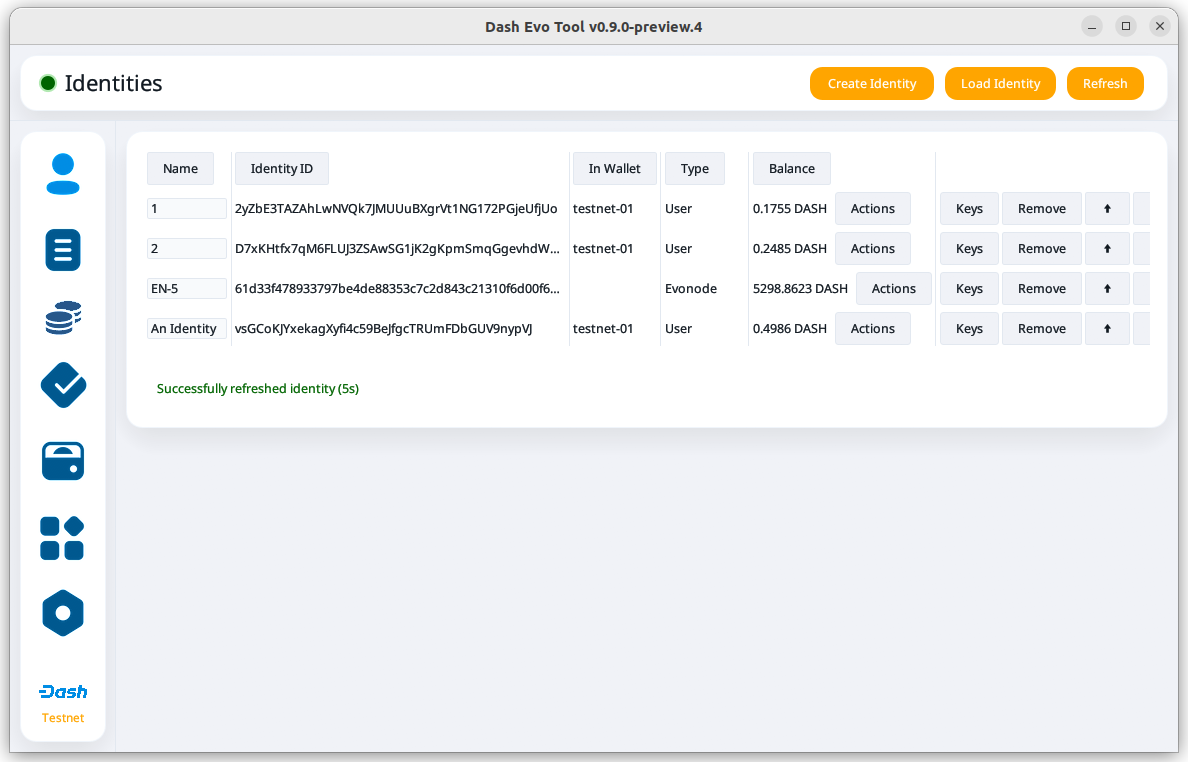 Dash Evo Tool v0.9.0-preview.4
Identities Create Identity Load Identity Refresh
Name Identity ID In Wallet Type Balance
1 2yZbE3TAZAhLwNVQk7JMUUuBXgrVt1NG172PGjeUfjUo testnet-01 User 0.1755 DASH Actions Keys Remove ⬆
2 D7xKHtfx7qM6FLUJ3ZSAwSG1jK2gKpmSmqGgevhdW... testnet-01 User 0.2485 DASH Actions Keys Remove ⬆
EN-5 61d33f478933797be4de88353c7c2d843c21310f6d00f6... Evonode 5298.8623 DASH Actions Keys Remove ⬆
An Identity vsGCoKJYxekagXyfi4c59BeJfgcTRUmFDbGUV9nypVJ testnet-01 User 0.4986 DASH Actions Keys Remove ⬆
Successfully refreshed identity (5s)
Dash
Testnet